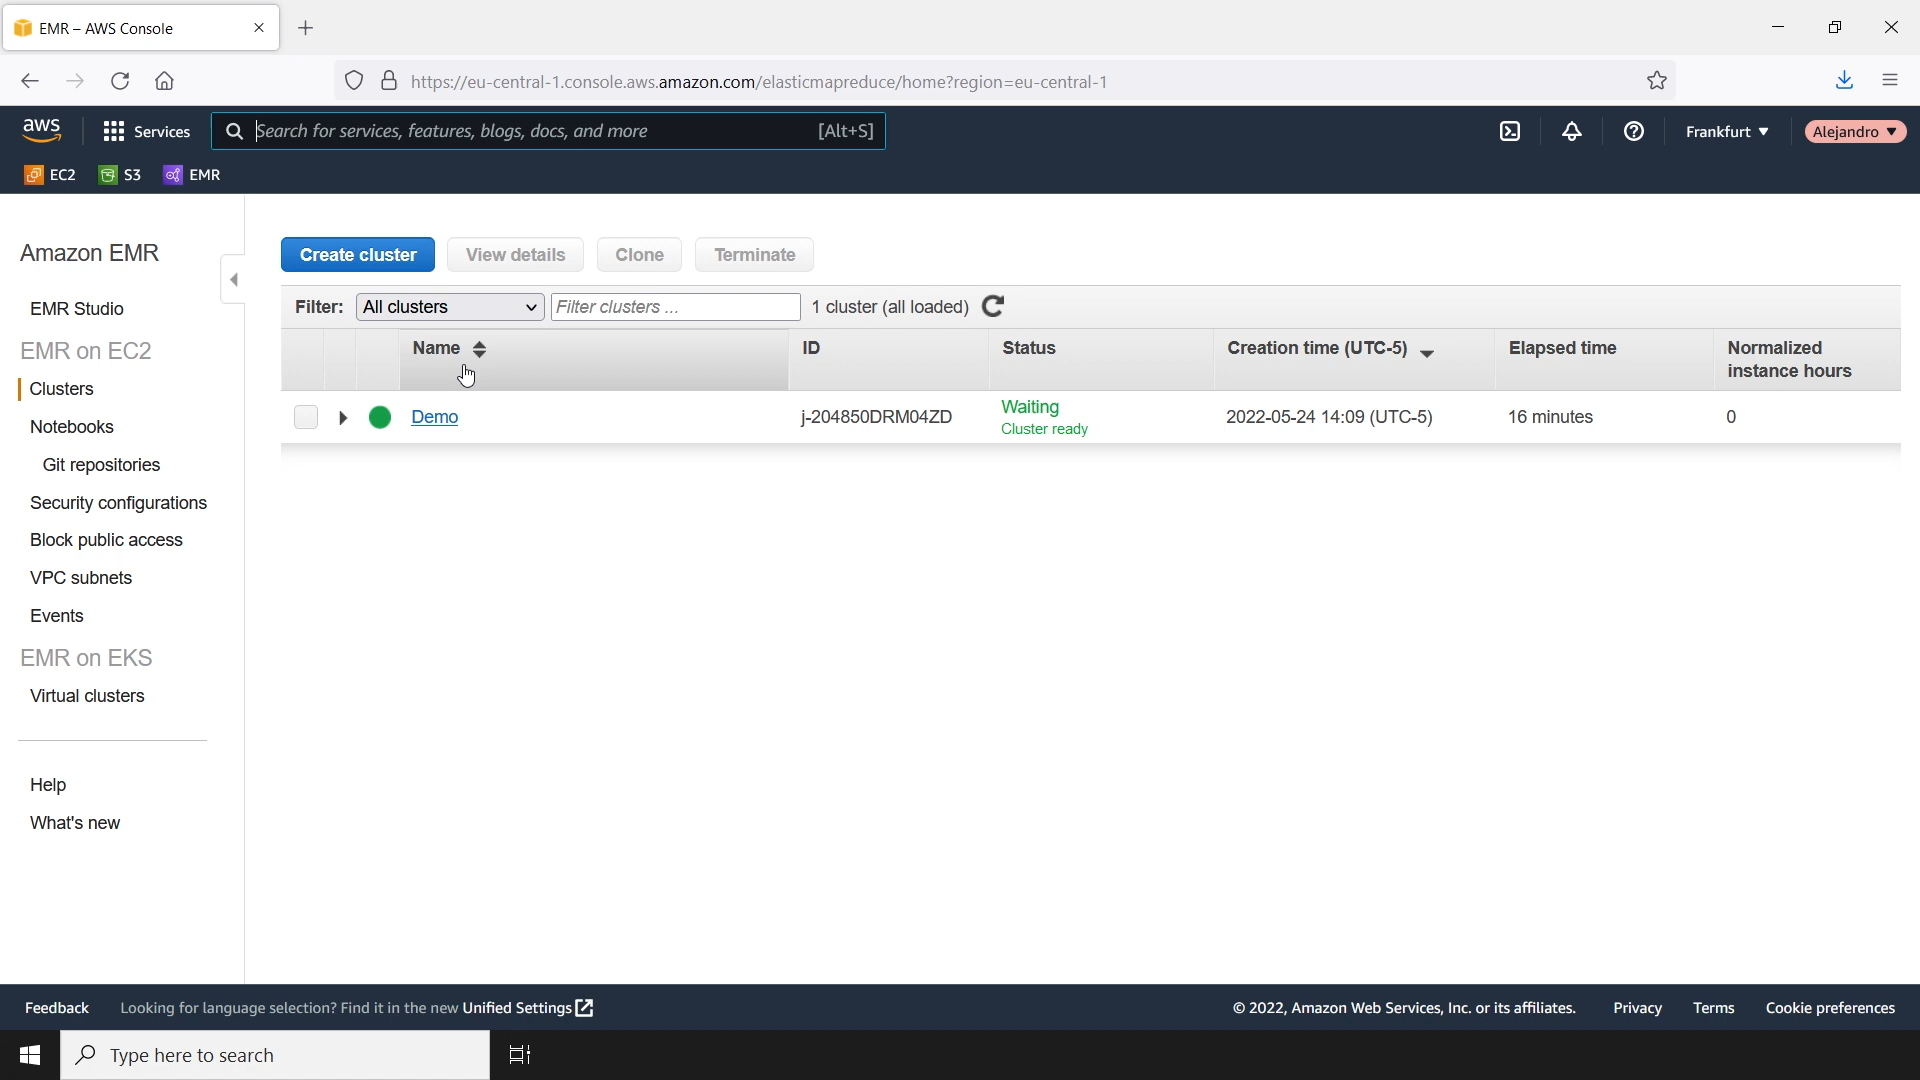 EMR – AWS Console
https://eu-central-1.console.aws.amazon.com/elasticmapreduce/home?region=eu-central-1
aws Services Search for services, features, blogs, docs, and more [Alt+S] Frankfurt Alejandro
EC2 S3 EMR
Amazon EMR
EMR Studio
EMR on EC2
Clusters
Notebooks
Git repositories
Security configurations
Block public access
VPC subnets
Events
EMR on EKS
Virtual clusters
Help
What's new
Create cluster View details Clone Terminate
Filter: All clusters Filter clusters ... 1 cluster (all loaded)
Name ID Status Creation time (UTC-5) Elapsed time Normalized instance hours
Demo j-204850DRM04ZD Waiting Cluster ready 2022-05-24 14:09 (UTC-5) 16 minutes 0
Feedback Looking for language selection? Find it in the new Unified Settings © 2022, Amazon Web Services, Inc. or its affiliates. Privacy Terms Cookie preferences
Type here to search